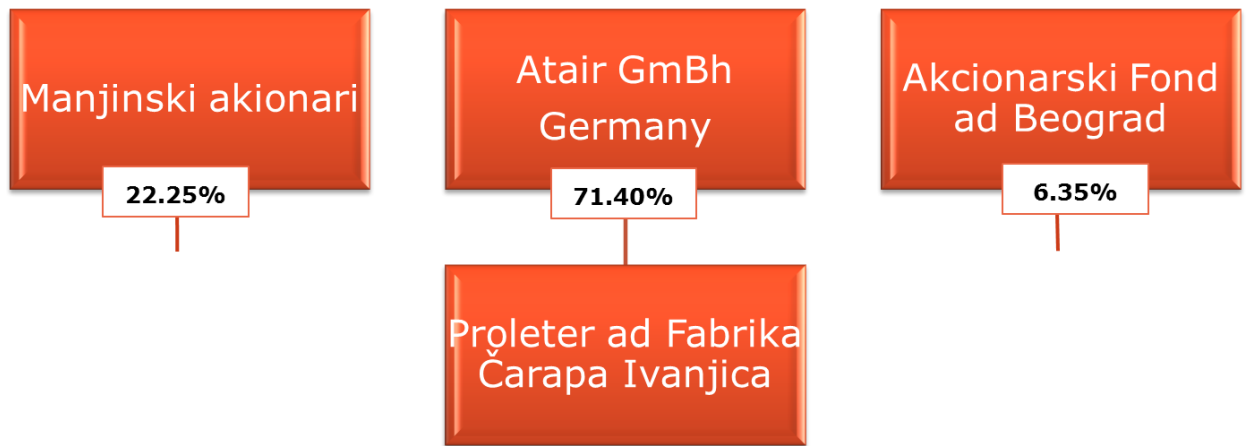 Manjinski akionari
22.25%
Atair GmBh
Germany
71.40%
Akcionarski Fond
ad Beograd
6.35%
Proleter ad Fabrika
Čarapa Ivanjica